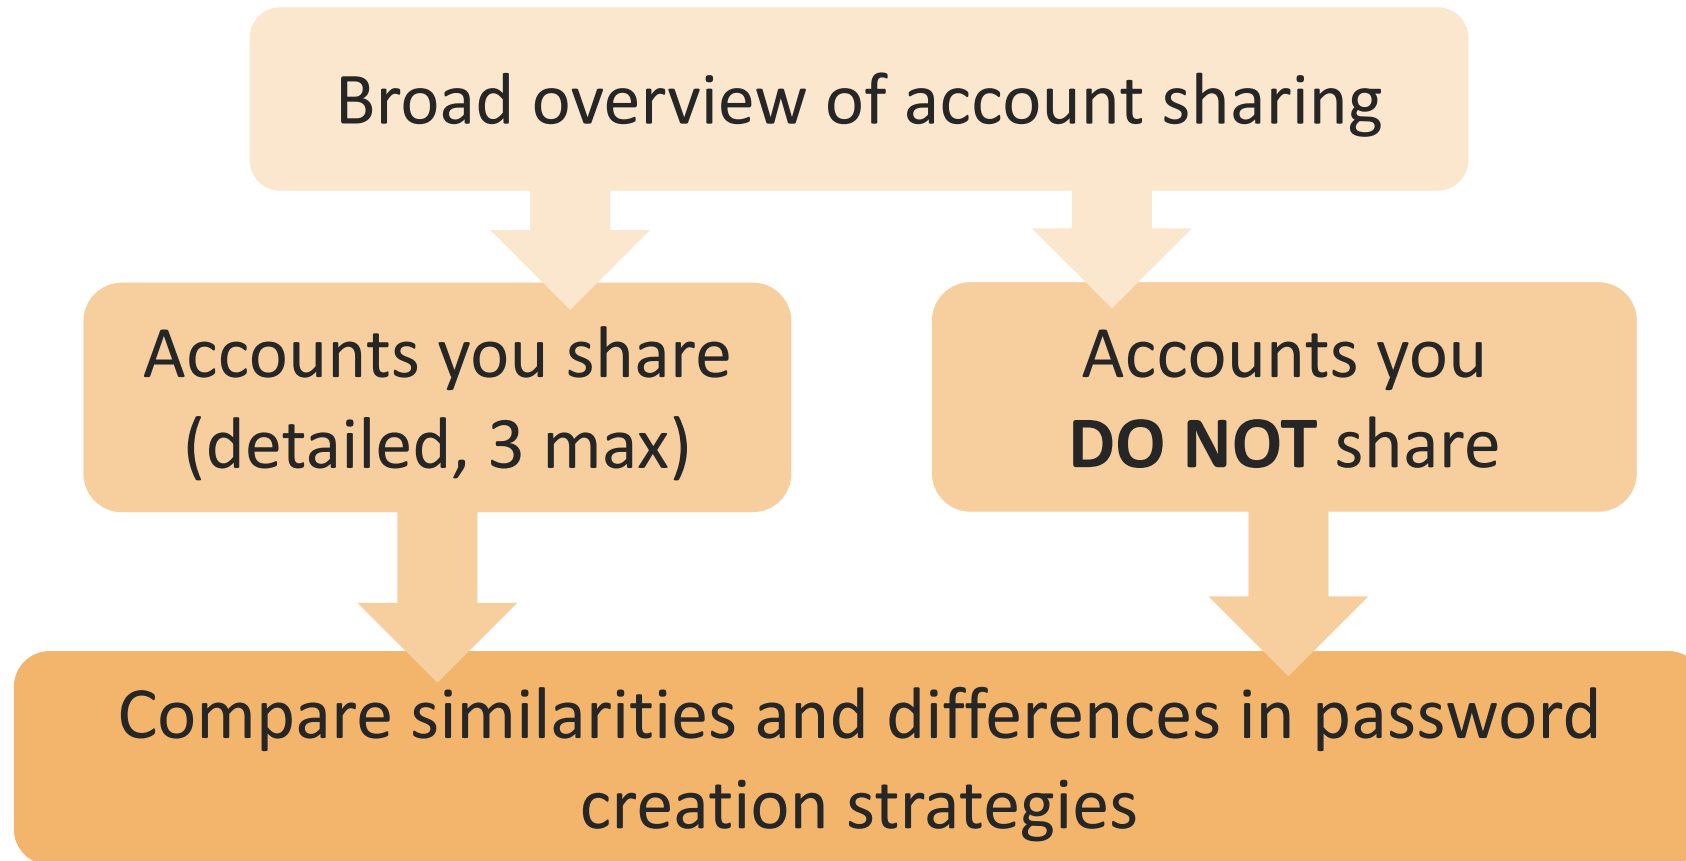 Broad overview of account sharing
Accounts you share
(detailed, 3 max)
Accounts you
DO NOT share
Compare similarities and differences in password
creation strategies